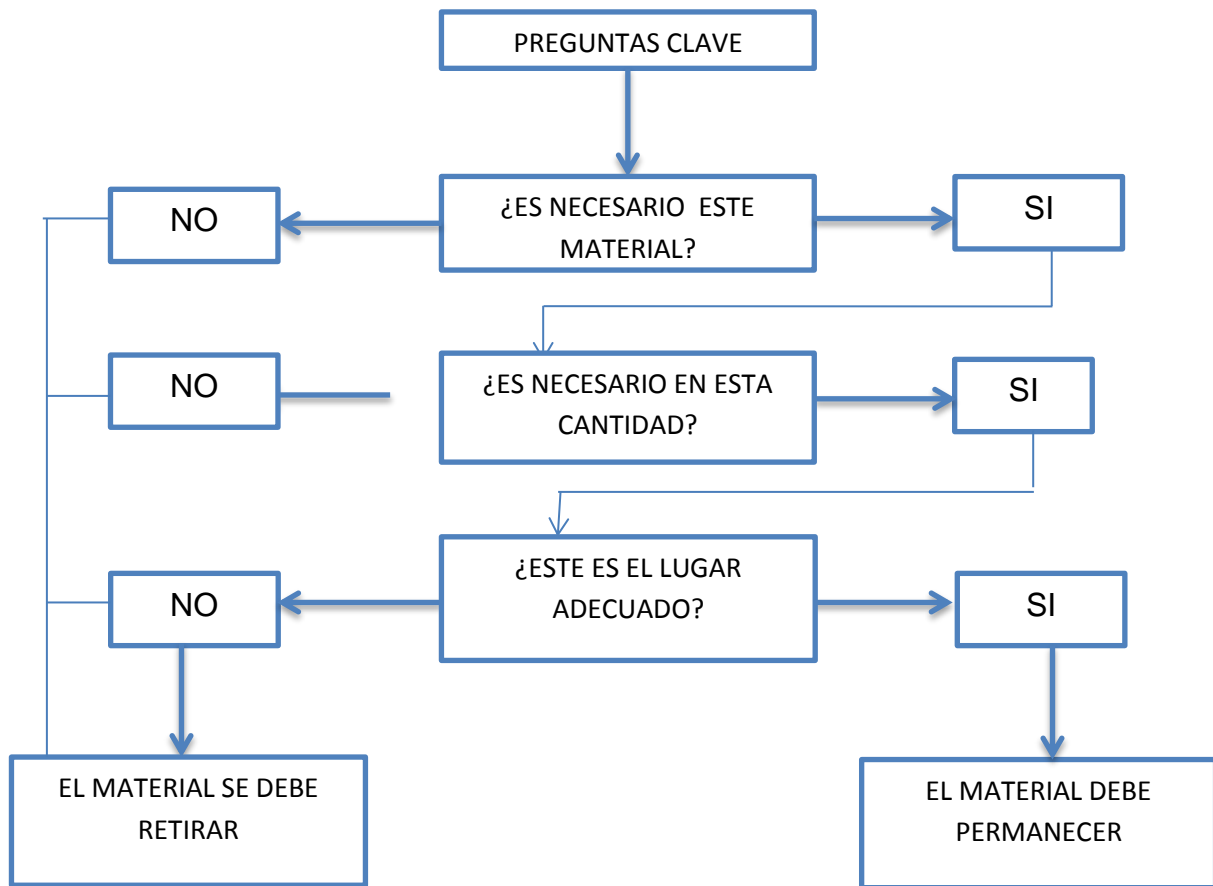 PREGUNTAS CLAVE
NO
¿ES NECESARIO ESTE
MATERIAL?
SI
NO
¿ES NECESARIO EN ESTA
CANTIDAD?
SI
NO
¿ESTE ES EL LUGAR
ADECUADO?
SI
EL MATERIAL SE DEBE
RETIRAR
EL MATERIAL DEBE
PERMANECER